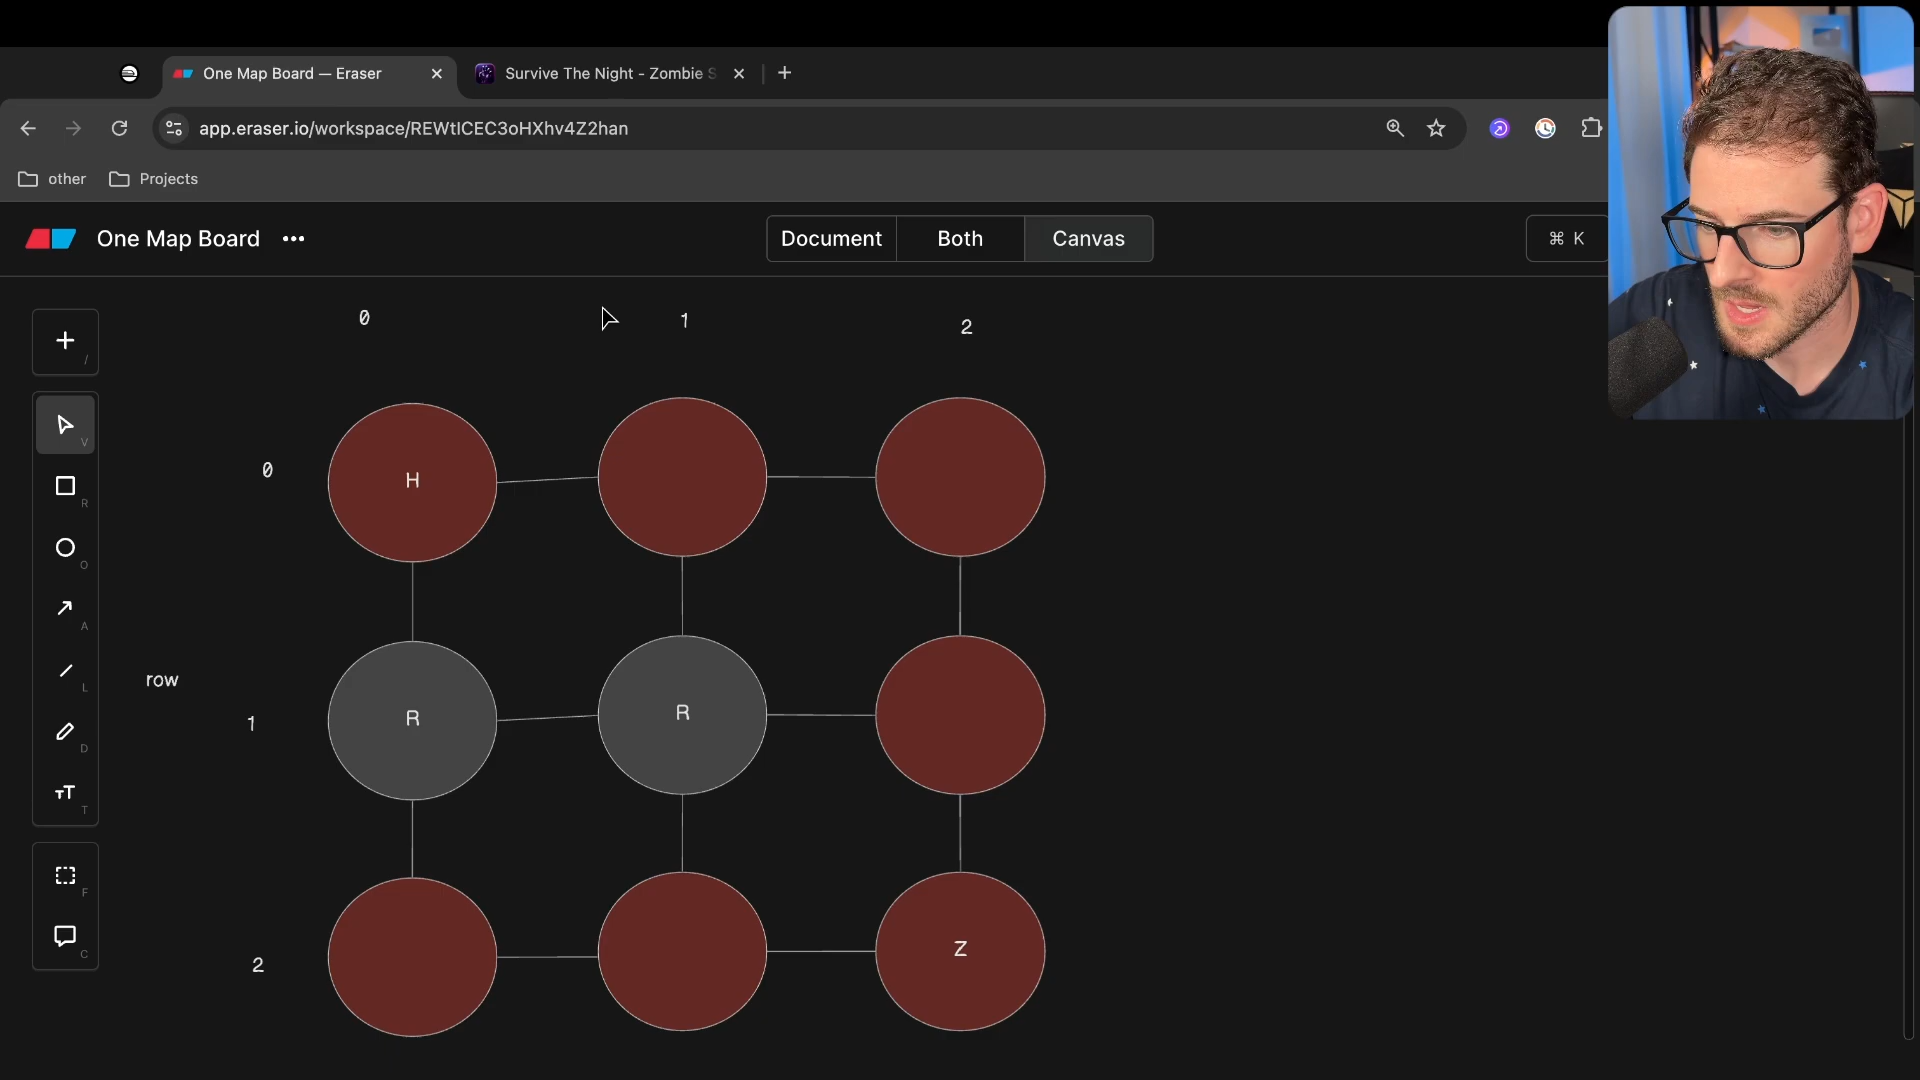 One Map Board — Eraser
Survive The Night - Zombie S
app.eraser.io/workspace/REWtlCEC3oHXhv4Z2han
other
Projects
One Map Board
Document
Both
Canvas
⌘ K
0
1
2
/
V
R
O
A
L
D
T
F
C
0
H
row
1
R
R
2
Z